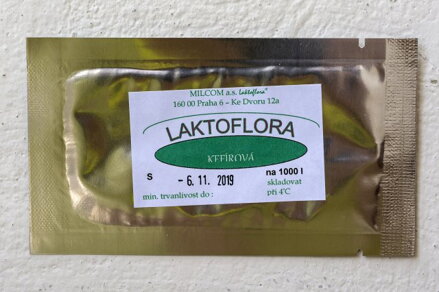 MILCOM a.s. Laktoflora®
160 00 Praha 6 – Ke Dvoru 12a
LAKTOFLORA
KEFÍROVÁ
S - 6. 11. 2019 na 1000 l
skladovat
min. trvanlivost do : při 4°C